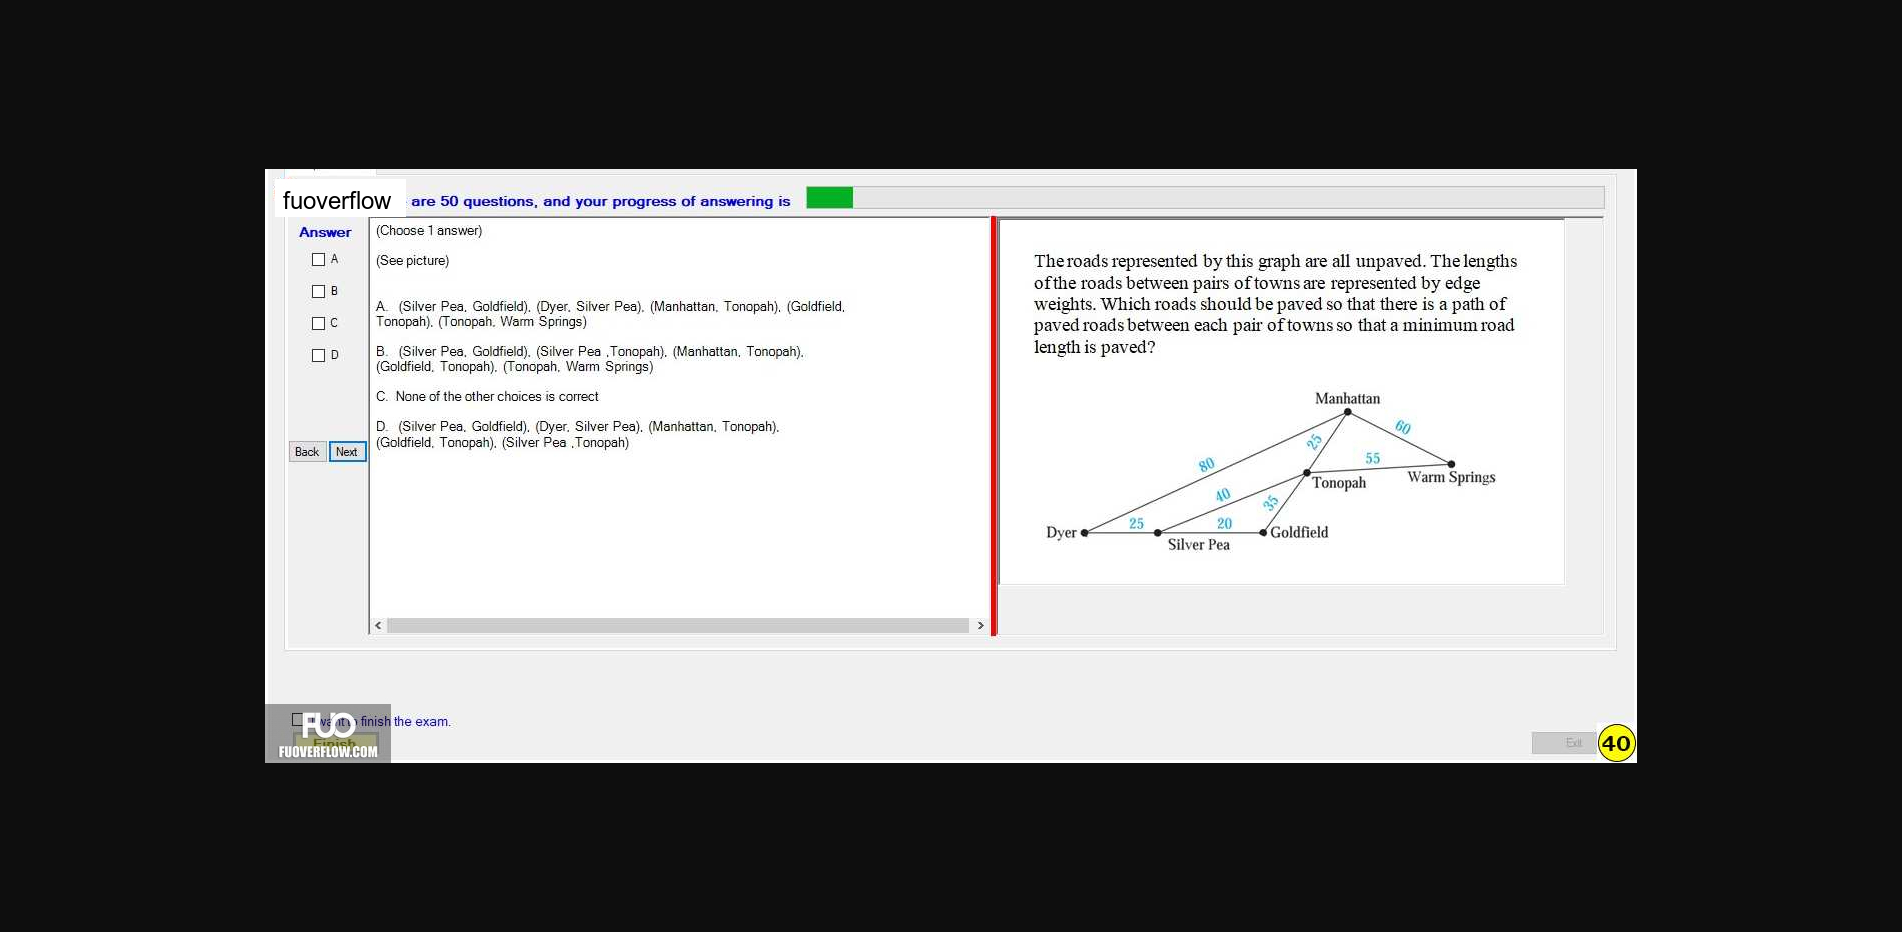 fuoverflow are 50 questions, and your progress of answering is
Answer
A
B
C
D
Back Next
(Choose 1 answer)
(See picture)
A. (Silver Pea, Goldfield), (Dyer, Silver Pea), (Manhattan, Tonopah), (Goldfield,
Tonopah), (Tonopah, Warm Springs)
B. (Silver Pea, Goldfield), (Silver Pea ,Tonopah), (Manhattan, Tonopah),
(Goldfield, Tonopah), (Tonopah, Warm Springs)
C. None of the other choices is correct
D. (Silver Pea, Goldfield), (Dyer, Silver Pea), (Manhattan, Tonopah),
(Goldfield, Tonopah), (Silver Pea ,Tonopah)
The roads represented by this graph are all unpaved. The lengths
of the roads between pairs of towns are represented by edge
weights. Which roads should be paved so that there is a path of
paved roads between each pair of towns so that a minimum road
length is paved?
Manhattan
60
25
55
80
Warm Springs
Tonopah
40
35
25
20
Dyer
Goldfield
Silver Pea
I want to finish the exam.
FUO
Finish
FUOVERFLOW.COM
Exit
40